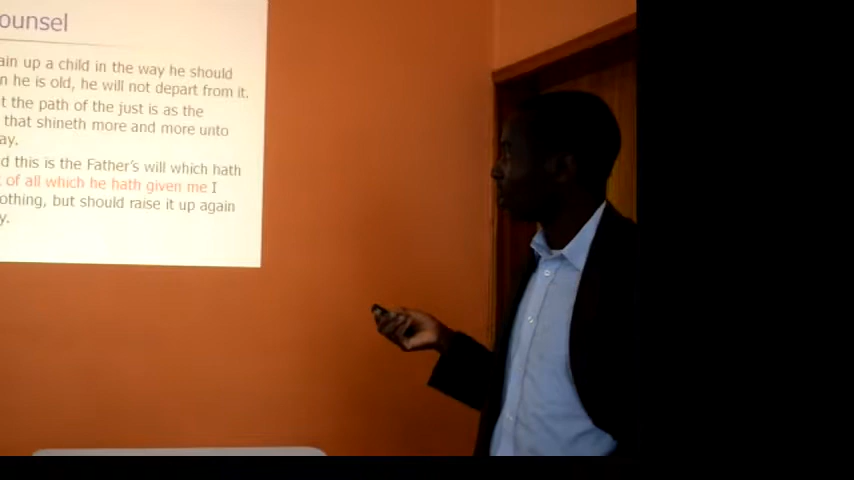 ounsel
ain up a child in the way he should
n he is old, he will not depart from it.
t the path of the just is as the
that shineth more and more unto
ay.
d this is the Father's will which hath
of all which he hath given me I
othing, but should raise it up again
y.